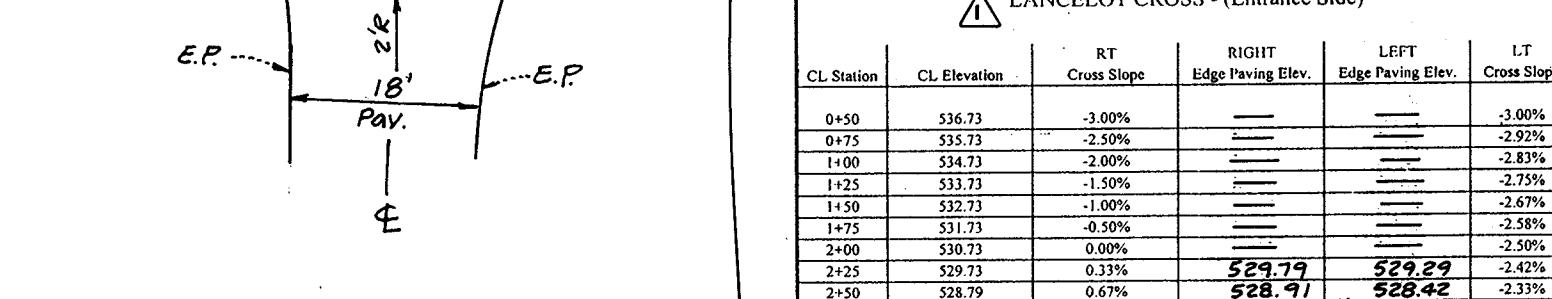 2'R
E.P.
E.P.
18'
Pav.
℄
1
LANCELOT CROSS - (Entrance Side)
CL Station CL Elevation RT Cross Slope RIGHT Edge Paving Elev. LEFT Edge Paving Elev. LT Cross Slop
0+50 536.73 -3.00% — — -3.00%
0+75 535.73 -2.50% — — -2.92%
1+00 534.73 -2.00% — — -2.83%
1+25 533.73 -1.50% — — -2.75%
1+50 532.73 -1.00% — — -2.67%
1+75 531.73 -0.50% — — -2.58%
2+00 530.73 0.00% — — -2.50%
2+25 529.73 0.33% 529.79 529.29 -2.42%
2+50 528.79 0.67% 528.91 528.42 -2.33%